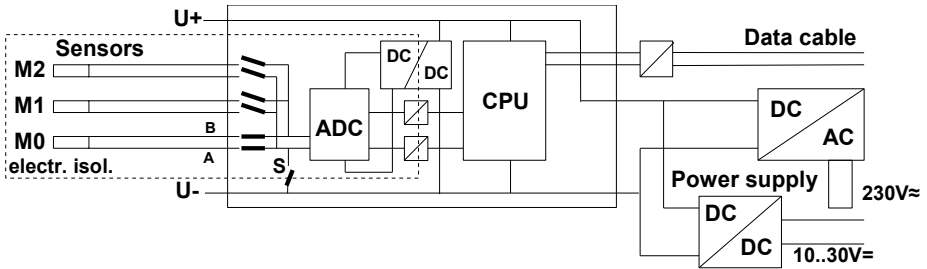 U+
Sensors
M2
M1
M0
B
A
electr. isol.
S
U-
ADC
DC
DC
CPU
Data cable
DC
AC
Power supply
230V≈
DC
DC
10..30V=